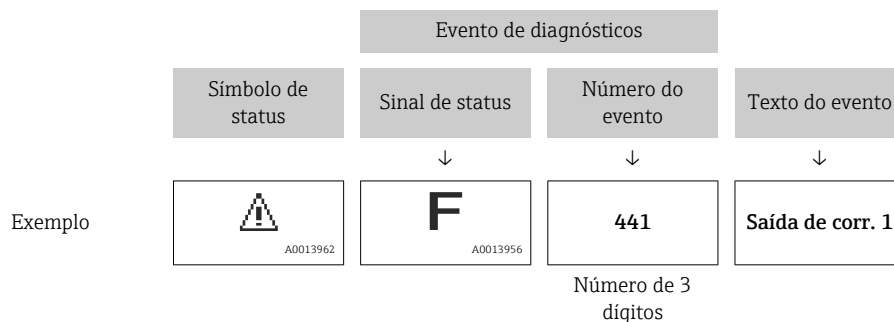 Evento de diagnósticos
Símbolo de
status
Sinal de status
Número do
evento
Texto do evento
↓
↓
↓
Exemplo
A0013962
F
A0013956
441
Saída de corr. 1
Número de 3
dígitos